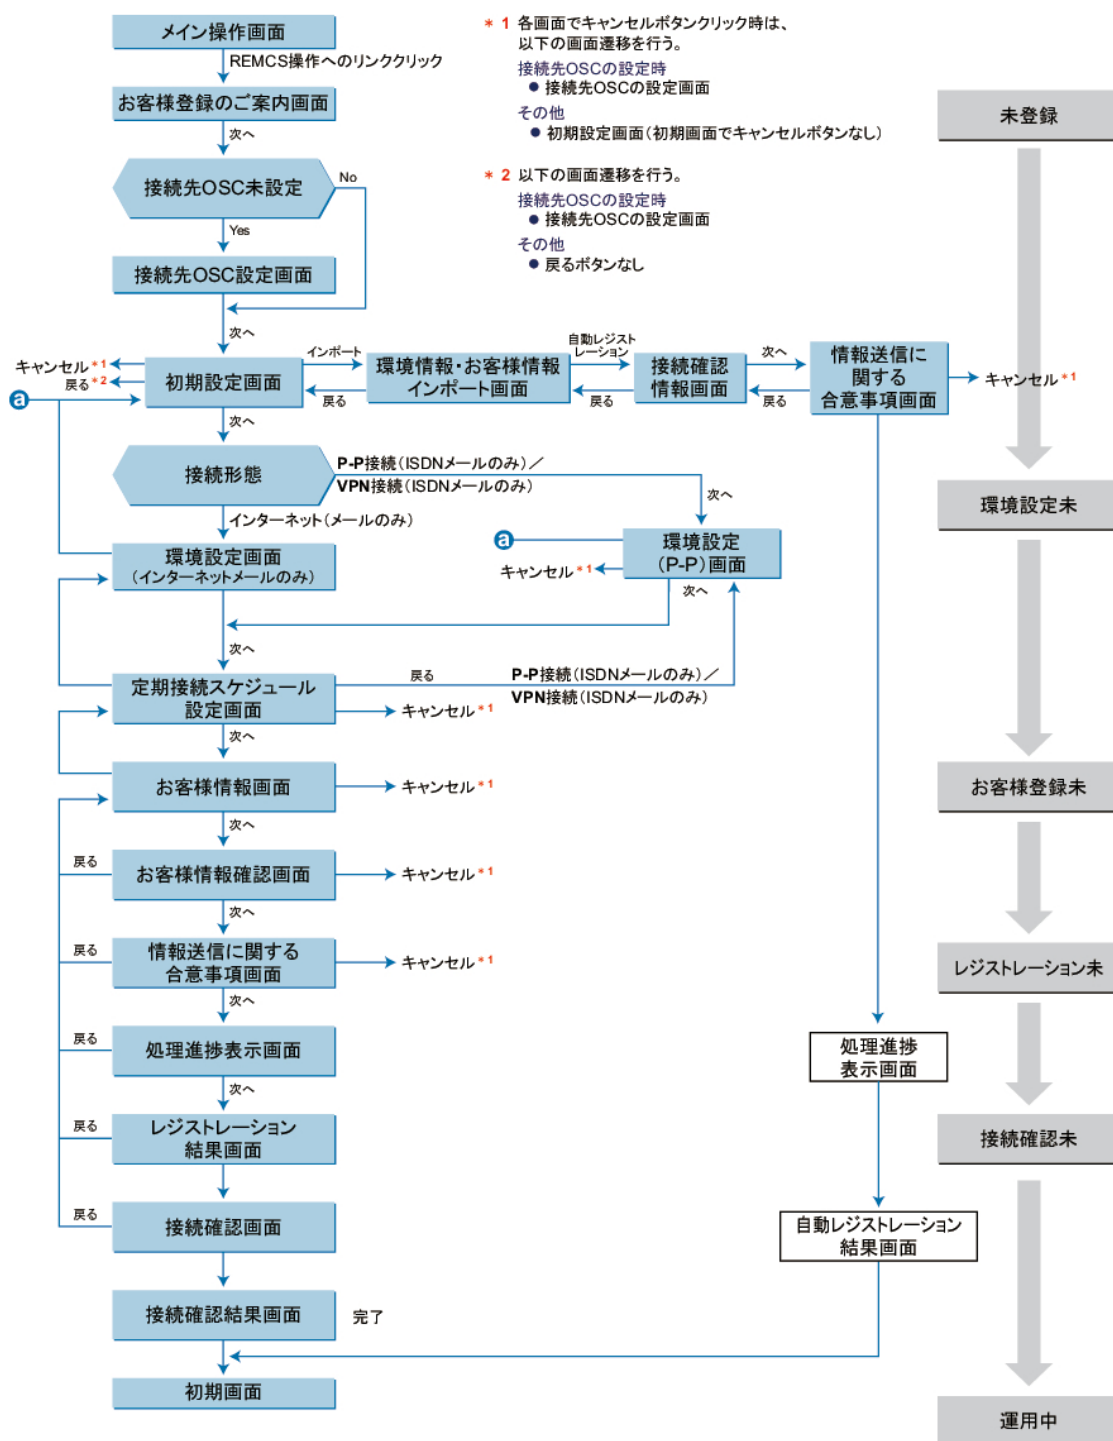 メイン操作画面
REMCS操作へのリンククリック
お客様登録のご案内画面
次へ
接続先OSC未設定
No
Yes
接続先OSC設定画面
次へ
* 1 各画面でキャンセルボタンクリック時は、
以下の画面遷移を行う。
接続先OSCの設定時
● 接続先OSCの設定画面
その他
● 初期設定画面(初期画面でキャンセルボタンなし)
* 2 以下の画面遷移を行う。
接続先OSCの設定時
● 接続先OSCの設定画面
その他
● 戻るボタンなし
キャンセル*1
戻る*2
a
初期設定画面
インポート
戻る
環境情報・お客様情報
インポート画面
自動レジスト
レーション
戻る
接続確認
情報画面
次へ
戻る
情報送信に
関する
合意事項画面
キャンセル*1
次へ
接続形態
P-P接続(ISDNメールのみ)/
VPN接続(ISDNメールのみ)
次へ
インターネット(メールのみ)
環境設定画面
(インターネットメールのみ)
a
環境設定
(P-P)画面
キャンセル*1
次へ
次へ
定期接続スケジュール
設定画面
戻る
P-P接続(ISDNメールのみ)/
VPN接続(ISDNメールのみ)
キャンセル*1
次へ
お客様情報画面
キャンセル*1
次へ
戻る
お客様情報確認画面
キャンセル*1
次へ
戻る
情報送信に関する
合意事項画面
キャンセル*1
次へ
戻る
処理進捗表示画面
次へ
戻る
レジストレーション
結果画面
戻る
接続確認画面
接続確認結果画面
完了
初期画面
処理進捗
表示画面
自動レジストレーション
結果画面
未登録
環境設定未
お客様登録未
レジストレーション未
接続確認未
運用中